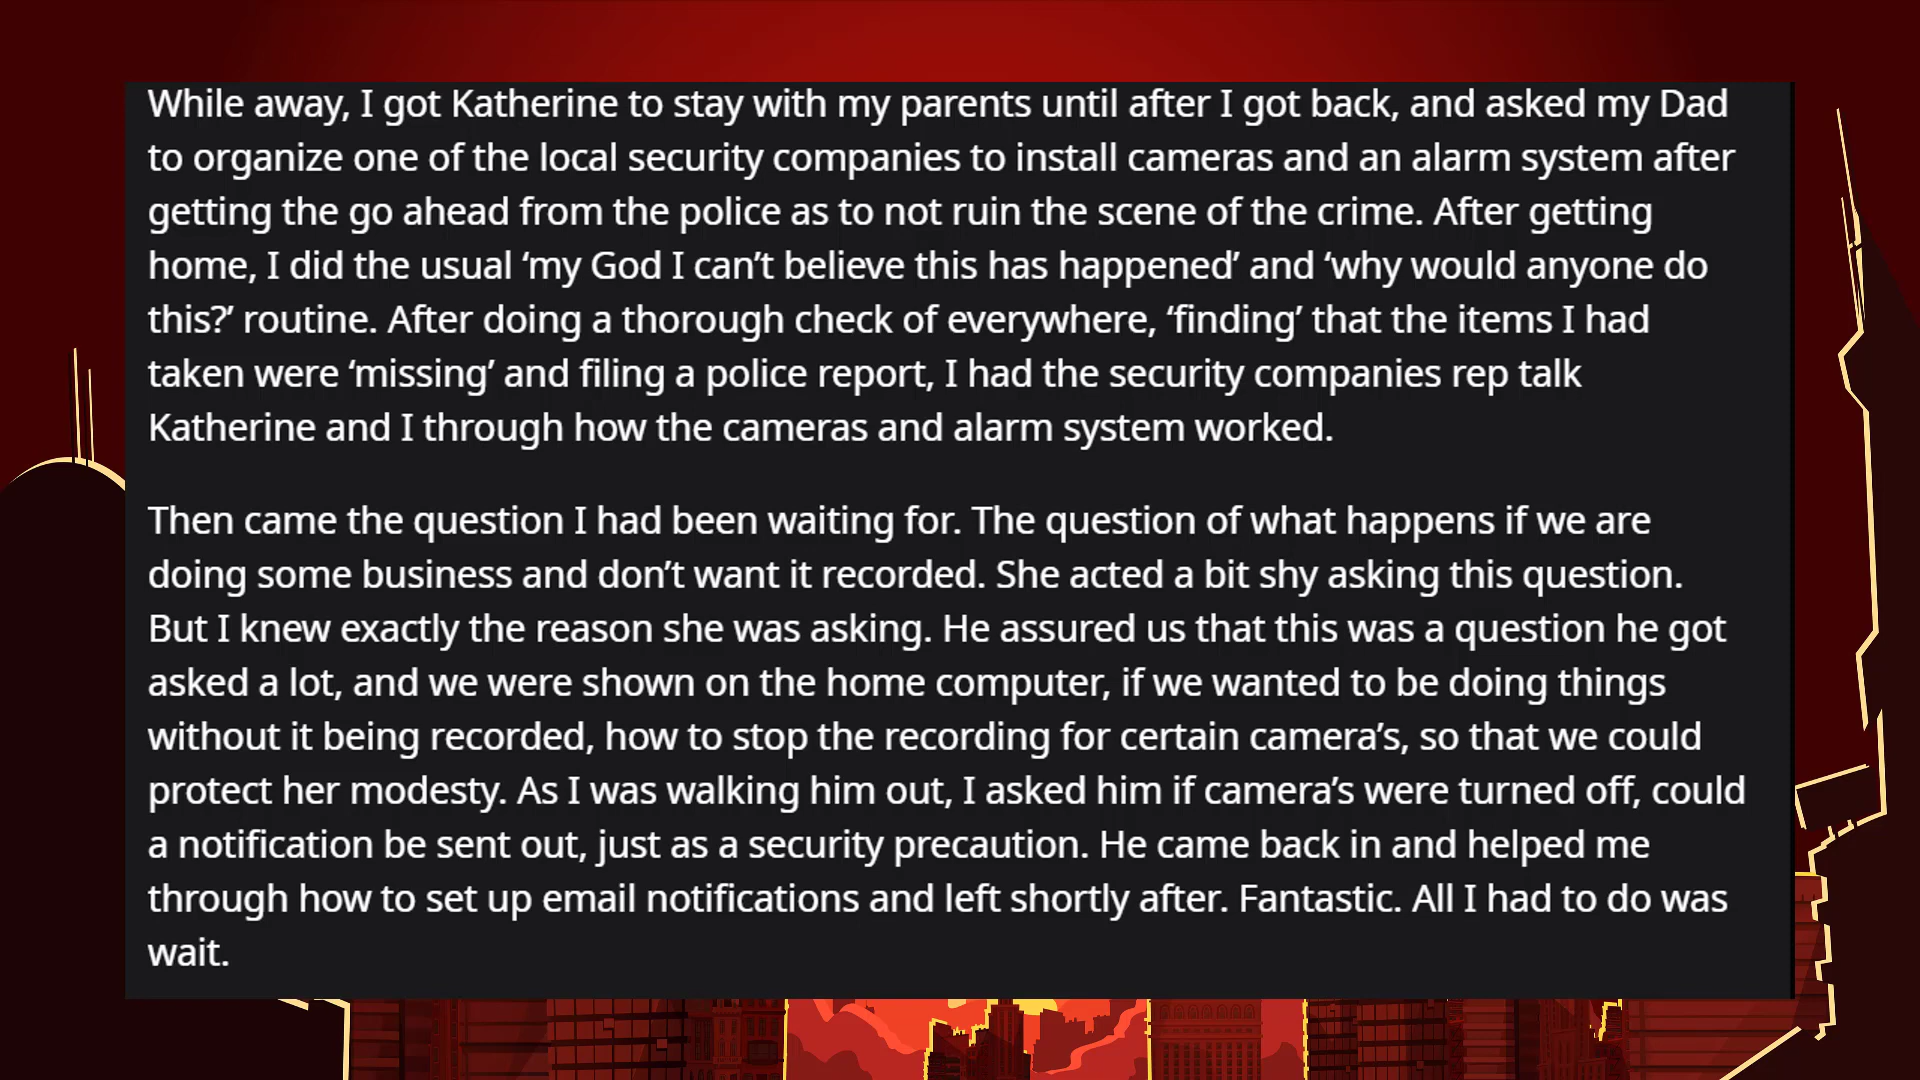 While away, I got Katherine to stay with my parents until after I got back, and asked my Dad
to organize one of the local security companies to install cameras and an alarm system after
getting the go ahead from the police as to not ruin the scene of the crime. After getting
home, I did the usual ‘my God I can’t believe this has happened’ and ‘why would anyone do
this?’ routine. After doing a thorough check of everywhere, ‘finding’ that the items I had
taken were ‘missing’ and filing a police report, I had the security companies rep talk
Katherine and I through how the cameras and alarm system worked.
Then came the question I had been waiting for. The question of what happens if we are
doing some business and don’t want it recorded. She acted a bit shy asking this question.
But I knew exactly the reason she was asking. He assured us that this was a question he got
asked a lot, and we were shown on the home computer, if we wanted to be doing things
without it being recorded, how to stop the recording for certain camera’s, so that we could
protect her modesty. As I was walking him out, I asked him if camera’s were turned off, could
a notification be sent out, just as a security precaution. He came back in and helped me
through how to set up email notifications and left shortly after. Fantastic. All I had to do was
wait.